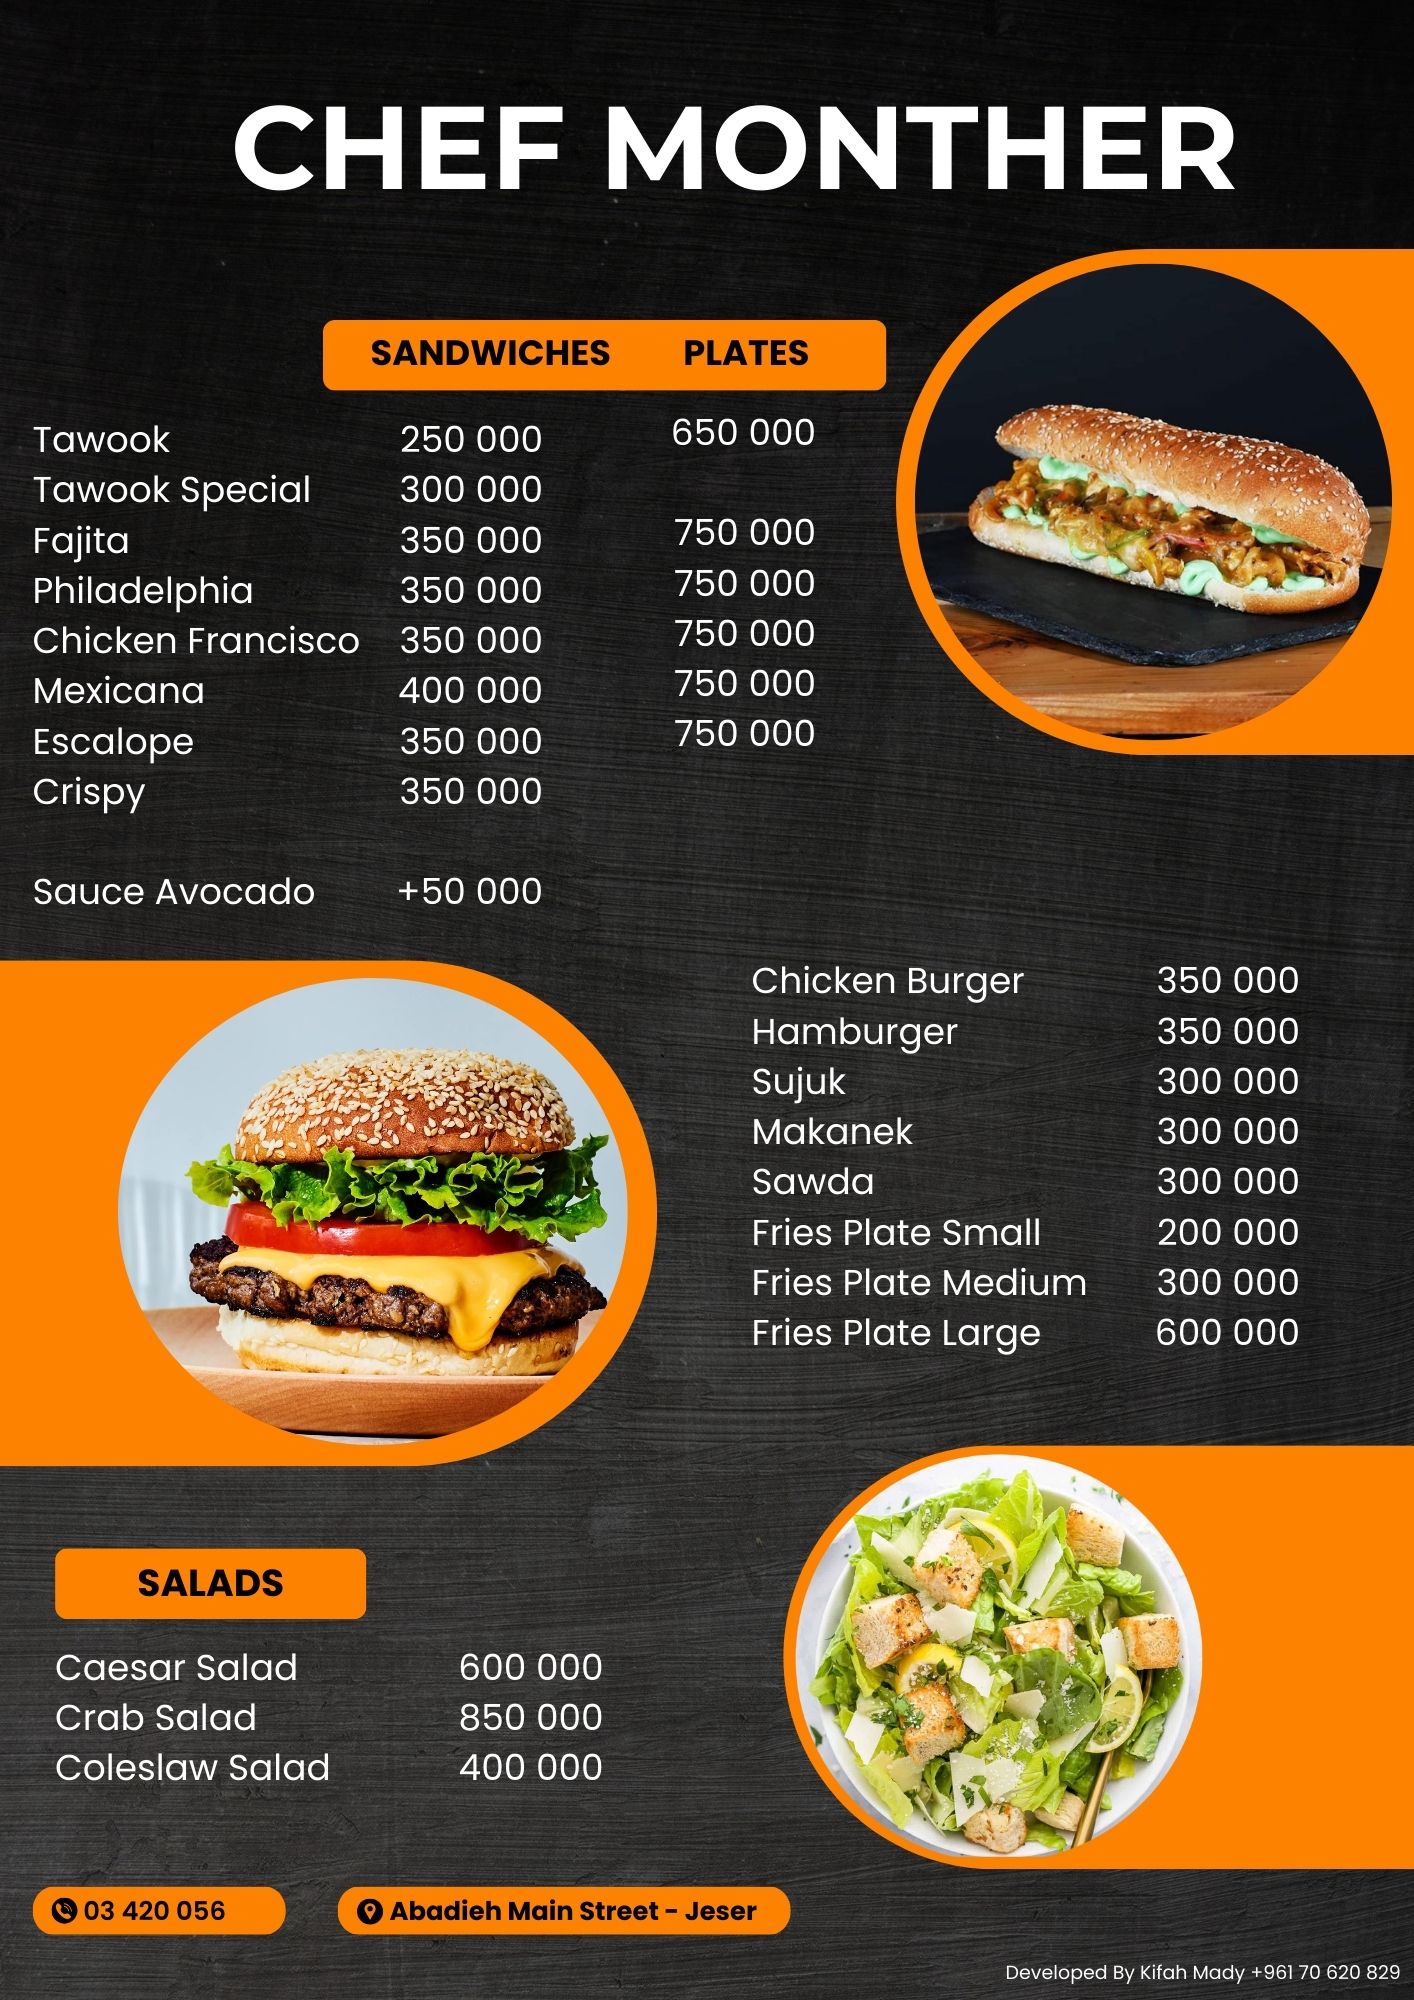 CHEF MONTHER
SANDWICHES PLATES
Tawook 250 000 650 000
Tawook Special 300 000
Fajita 350 000 750 000
Philadelphia 350 000 750 000
Chicken Francisco 350 000 750 000
Mexicana 400 000 750 000
Escalope 350 000 750 000
Crispy 350 000
Sauce Avocado +50 000
Chicken Burger 350 000
Hamburger 350 000
Sujuk 300 000
Makanek 300 000
Sawda 300 000
Fries Plate Small 200 000
Fries Plate Medium 300 000
Fries Plate Large 600 000
SALADS
Caesar Salad 600 000
Crab Salad 850 000
Coleslaw Salad 400 000
03 420 056 Abadieh Main Street - Jeser
Developed By Kifah Mady +961 70 620 829